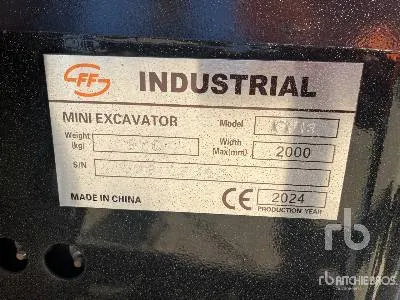 FF INDUSTRIAL
MINI EXCAVATOR
Model
Weight (kg)
Width Max(mm) 2000
S/N
MADE IN CHINA
CE 2024
PRODUCTION YEAR
rb
rb RITCHIE BROS